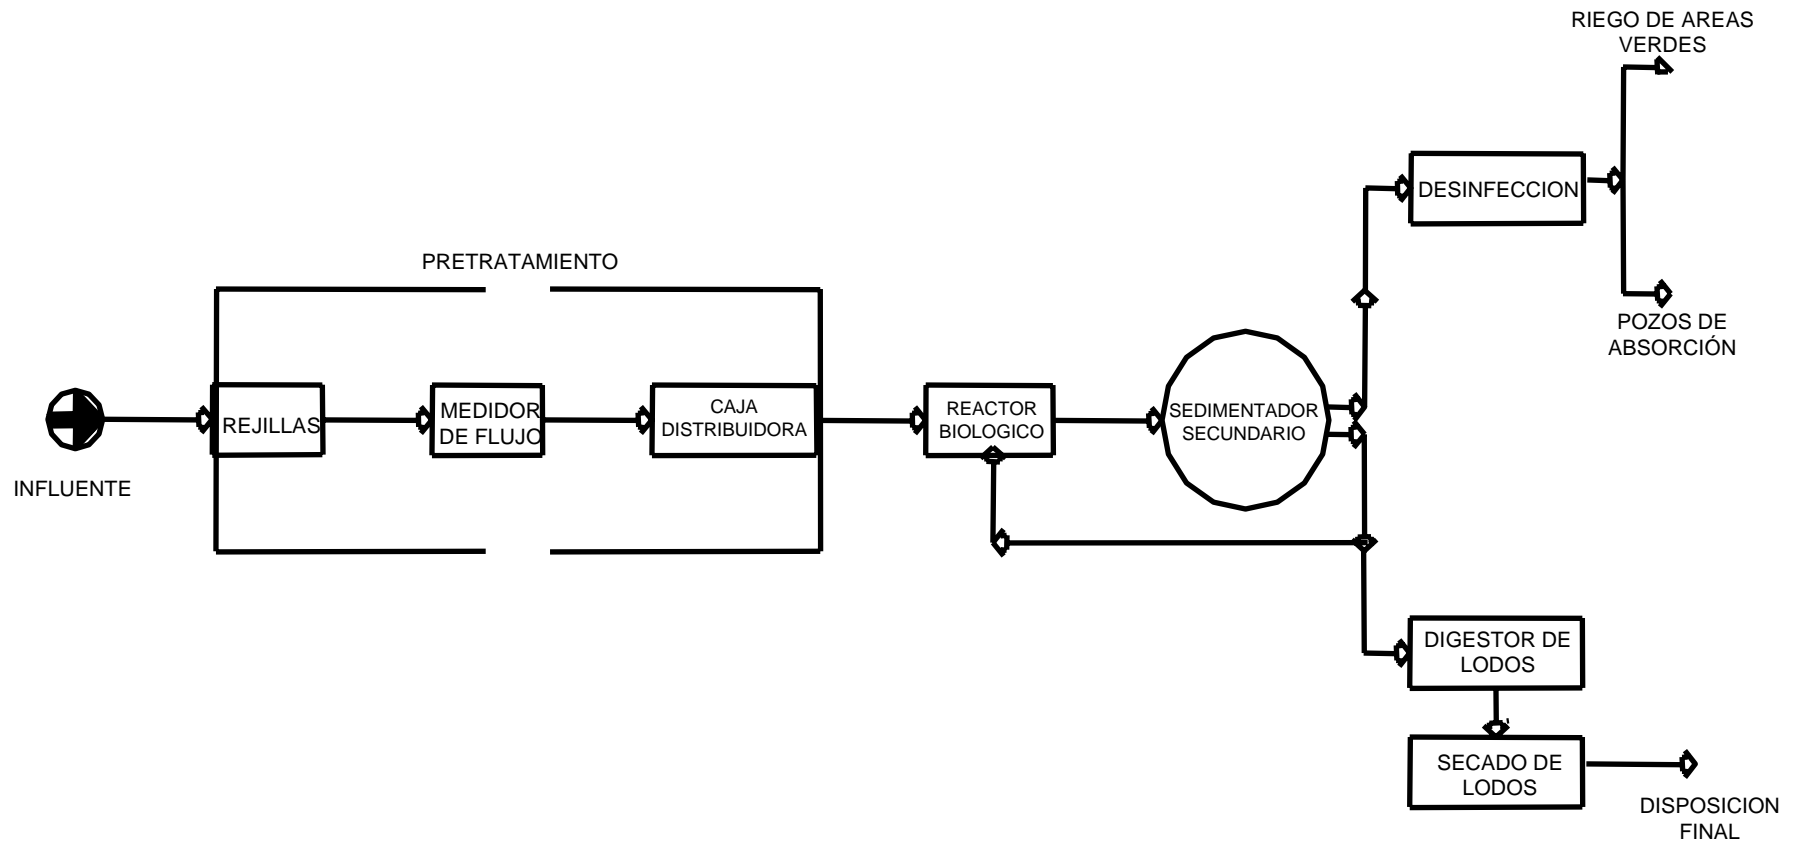 RIEGO DE AREAS
VERDES
DESINFECCION
PRETRATAMIENTO
POZOS DE
ABSORCIÓN
INFLUENTE
REJILLAS
MEDIDOR
DE FLUJO
CAJA
DISTRIBUIDORA
REACTOR
BIOLOGICO
SEDIMENTADOR
SECUNDARIO
DIGESTOR DE
LODOS
SECADO DE
LODOS
DISPOSICION
FINAL